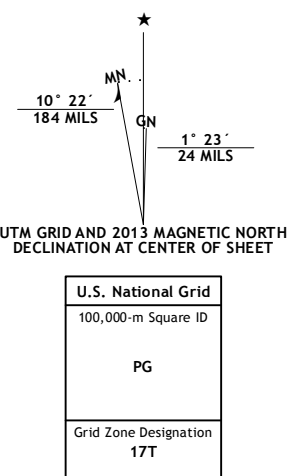 ★
MN
10° 22´
184 MILS
GN
1° 23´
24 MILS
UTM GRID AND 2013 MAGNETIC NORTH
DECLINATION AT CENTER OF SHEET
U.S. National Grid
100,000-m Square ID
PG
Grid Zone Designation
17T